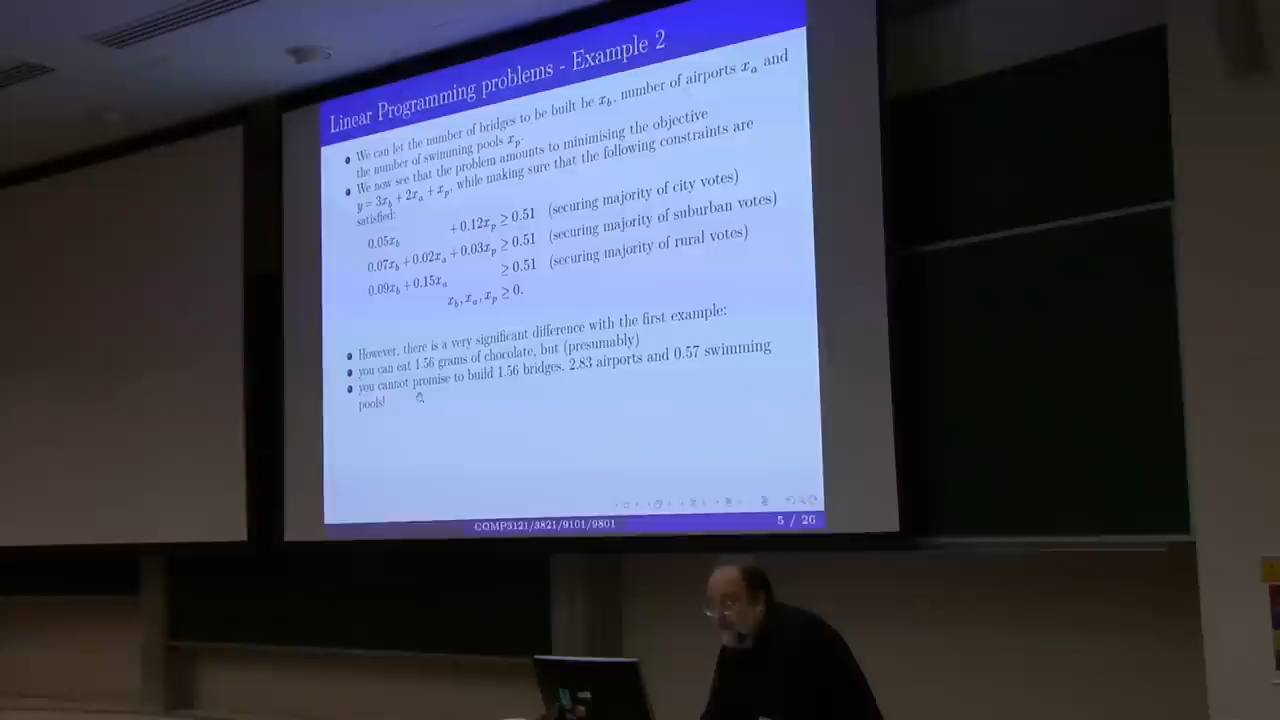 Linear Programming problems - Example 2
We can let the number of bridges to be built be x_b, number of airports x_a and
the number of swimming pools x_p.
We now see that the problem amounts to minimising the objective
y = 3x_b + 2x_a + x_p, while making sure that the following constraints are
satisfied:
0.05x_b + 0.12x_p ≥ 0.51 (securing majority of city votes)
0.07x_b + 0.02x_a + 0.03x_p ≥ 0.51 (securing majority of suburban votes)
0.09x_b + 0.15x_a ≥ 0.51 (securing majority of rural votes)
x_b, x_a, x_p ≥ 0.
However, there is a very significant difference with the first example:
you can eat 1.56 grams of chocolate, but (presumably)
you cannot promise to build 1.56 bridges, 2.83 airports and 0.57 swimming
pools!
COMP3121/3821/9101/9801
5 / 20